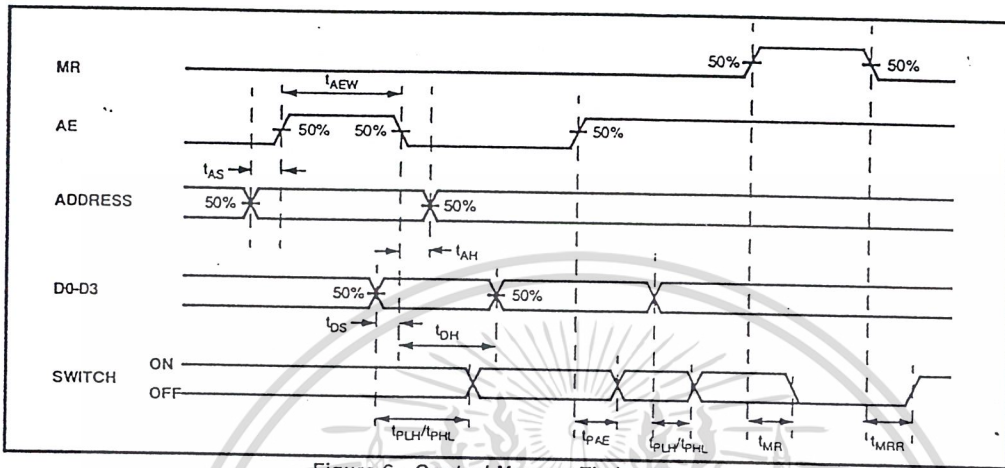 MR
50%
50%
tAEW
AE
50%
50%
50%
tAS
ADDRESS
50%
50%
tAH
D0-D3
50%
50%
tDS
tDH
SWITCH
ON
OFF
tPLH/tPHL
tPAE
tPLH/tPHL
tMR
tMRR